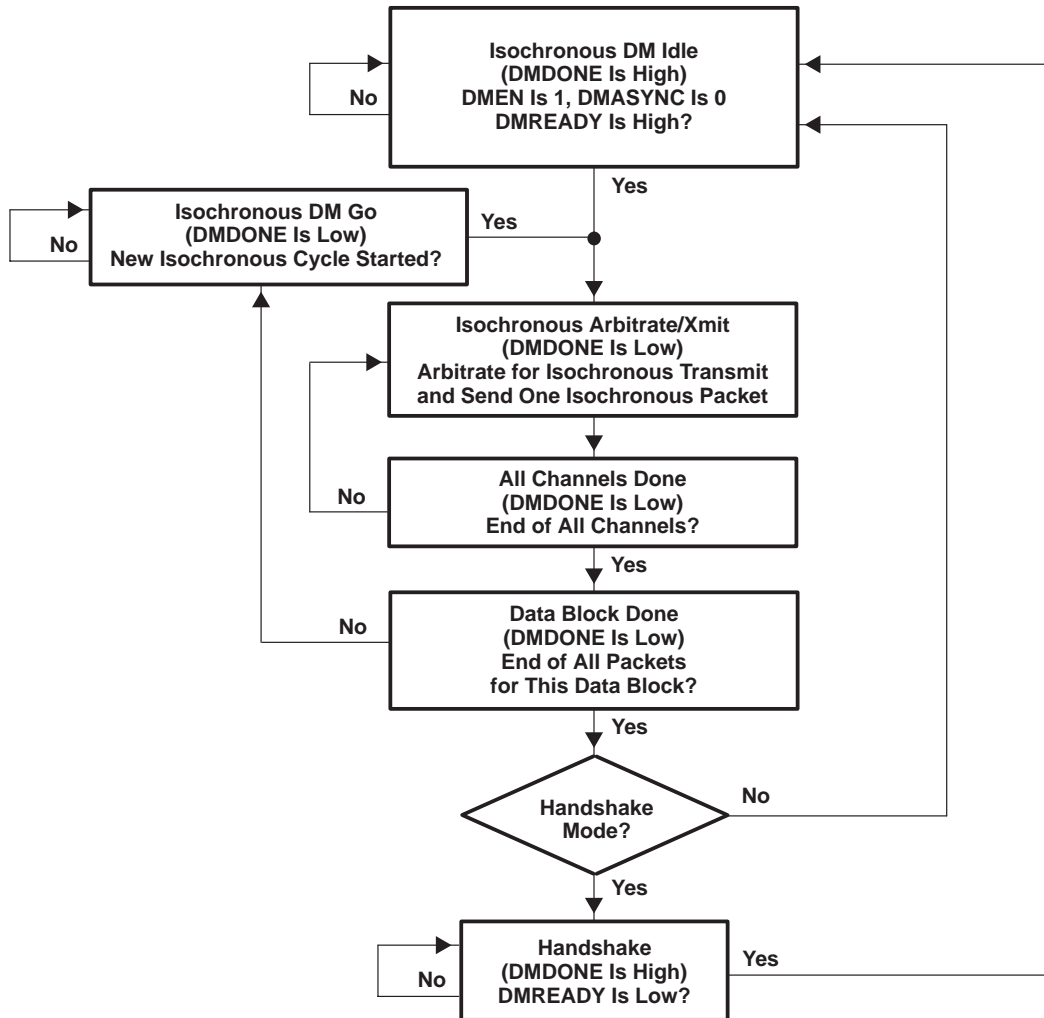 Isochronous DM Idle
(DMDONE Is High)
DMEN Is 1, DMASYNC Is 0
DMREADY Is High?
No
Yes
Isochronous DM Go
(DMDONE Is Low)
New Isochronous Cycle Started?
No
Yes
Isochronous Arbitrate/Xmit
(DMDONE Is Low)
Arbitrate for Isochronous Transmit
and Send One Isochronous Packet
All Channels Done
(DMDONE Is Low)
End of All Channels?
No
Yes
Data Block Done
(DMDONE Is Low)
End of All Packets
for This Data Block?
No
Yes
Handshake
Mode?
No
Yes
Handshake
(DMDONE Is High)
DMREADY Is Low?
No
Yes